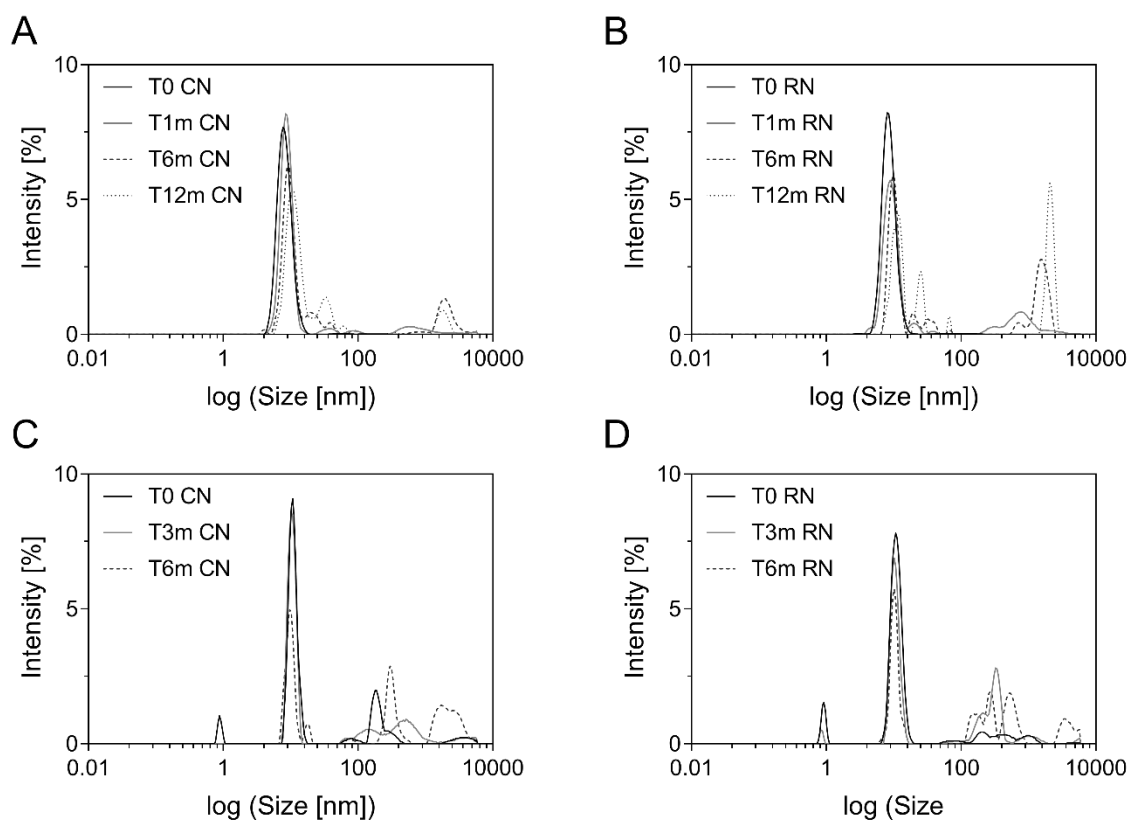 A
10
5
0
Intensity [%]
T0 CN
T1m CN
T6m CN
T12m CN
0.01 1 100 10000
log (Size [nm])
B
10
5
0
Intensity [%]
T0 RN
T1m RN
T6m RN
T12m RN
0.01 1 100 10000
log (Size [nm])
C
10
5
0
Intensity [%]
T0 CN
T3m CN
T6m CN
0.01 1 100 10000
log (Size [nm])
D
10
5
0
Intensity [%]
T0 RN
T3m RN
T6m RN
0.01 1 100 10000
log (Size